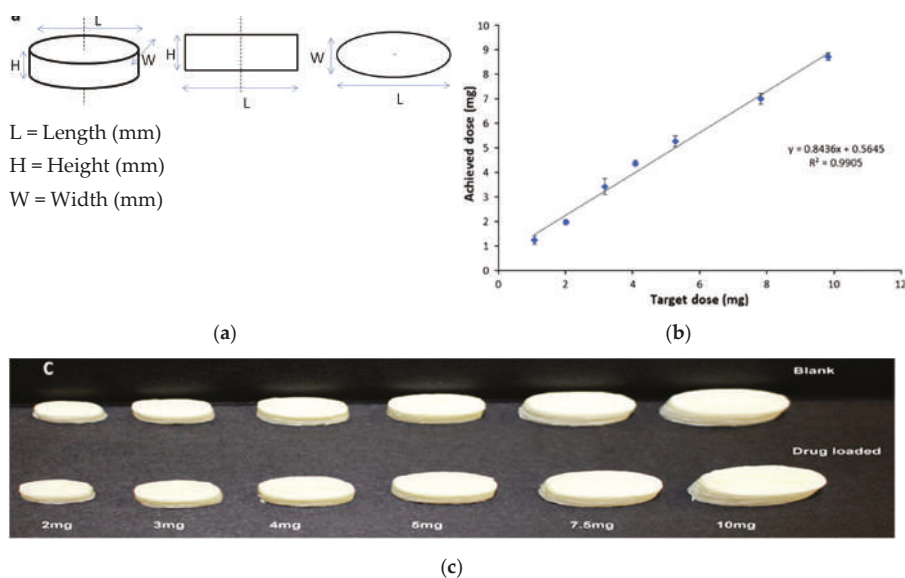 a
L
H
W
H
L
W
L
L = Length (mm)
H = Height (mm)
W = Width (mm)
(a)
10
9
8
7
6
5
4
3
2
1
0
Achieved dose (mg)
y = 0.8436x + 0.5645
R² = 0.9905
0 2 4 6 8 10 12
Target dose (mg)
(b)
C
Blank
Drug loaded
2mg 3mg 4mg 5mg 7.5mg 10mg
(c)